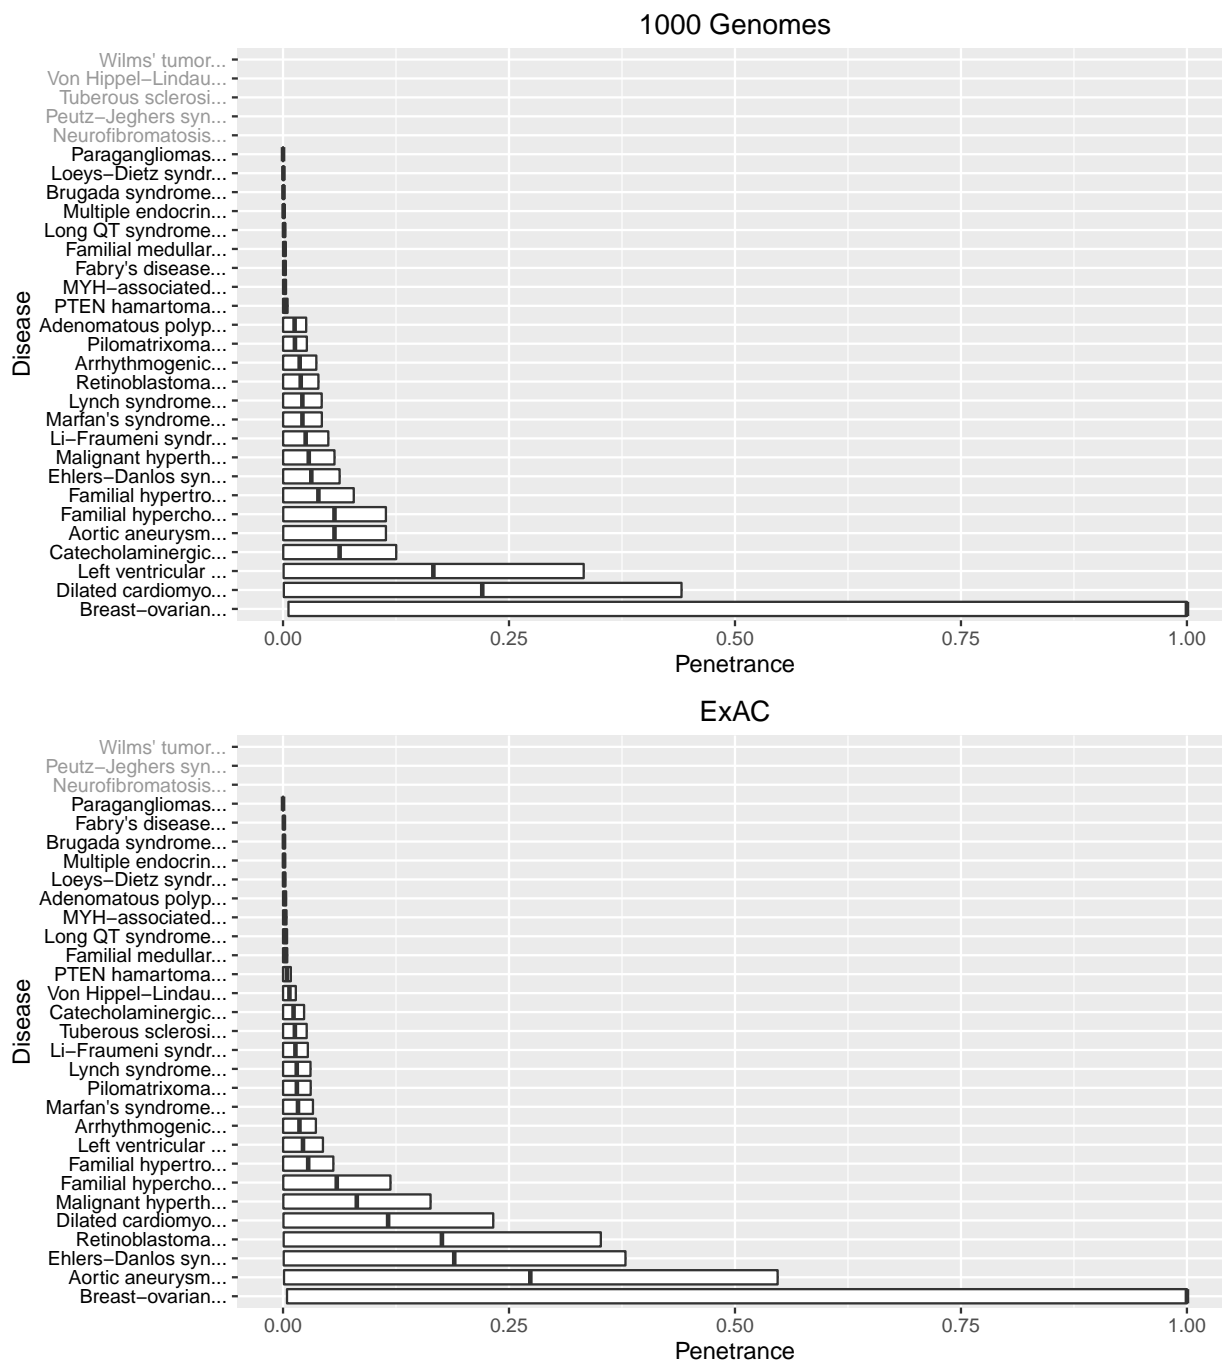 1000 Genomes
Wilms' tumor...
Von Hippel−Lindau...
Tuberous sclerosi...
Peutz−Jeghers syn...
Neurofibromatosis...
Paragangliomas...
Loeys−Dietz syndr...
Brugada syndrome...
Multiple endocrin...
Long QT syndrome...
Familial medullar...
Fabry's disease...
MYH−associated...
PTEN hamartoma...
Adenomatous polyp...
Pilomatrixoma...
Arrhythmogenic...
Retinoblastoma...
Lynch syndrome...
Marfan's syndrome...
Li−Fraumeni syndr...
Malignant hyperth...
Ehlers−Danlos syn...
Familial hypertro...
Familial hypercho...
Aortic aneurysm...
Catecholaminergic...
Left ventricular ...
Dilated cardiomyo...
Breast−ovarian...
Disease
0.00 0.25 0.50 0.75 1.00
Penetrance
ExAC
Wilms' tumor...
Peutz−Jeghers syn...
Neurofibromatosis...
Paragangliomas...
Fabry's disease...
Brugada syndrome...
Multiple endocrin...
Loeys−Dietz syndr...
Adenomatous polyp...
MYH−associated...
Long QT syndrome...
Familial medullar...
PTEN hamartoma...
Von Hippel−Lindau...
Catecholaminergic...
Tuberous sclerosi...
Li−Fraumeni syndr...
Lynch syndrome...
Pilomatrixoma...
Marfan's syndrome...
Arrhythmogenic...
Left ventricular ...
Familial hypertro...
Familial hypercho...
Malignant hyperth...
Dilated cardiomyo...
Retinoblastoma...
Ehlers−Danlos syn...
Aortic aneurysm...
Breast−ovarian...
Disease
0.00 0.25 0.50 0.75 1.00
Penetrance